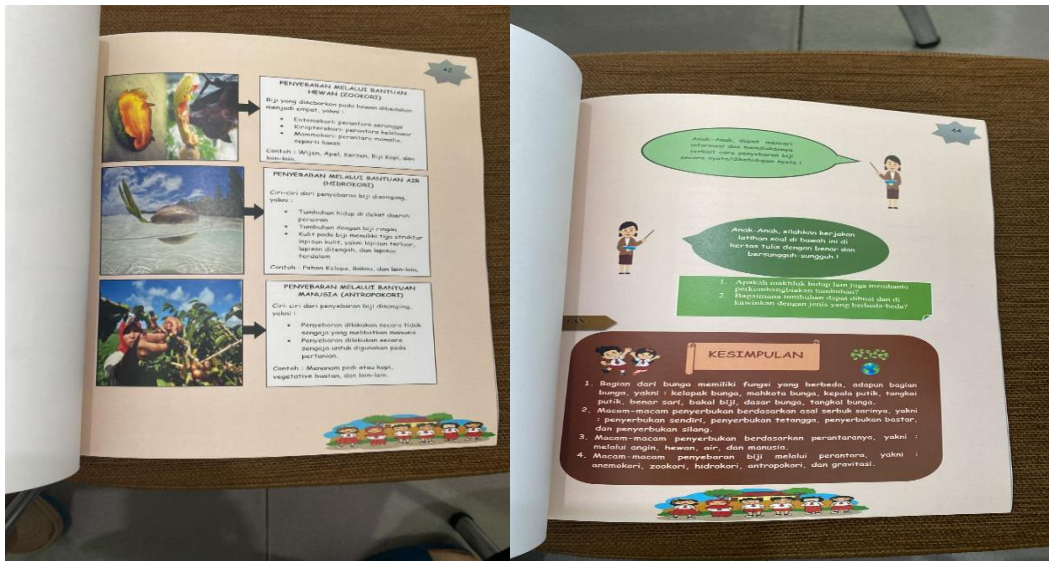 42
PENYEBARAN MELALUI BANTUAN
HEWAN (ZOOKORI)
Biji yang disebarkan pada hewan dibedakan
menjadi empat, yakni :
• Entomokori: perantara serangga
• Kiropterokori: perantara kelelawar
• Mammokori: perantara mamalia,
seperti luwak
Contoh : Wijen, Apel, Kersen, Biji Kopi, dan
lain-lain.
PENYEBARAN MELALUI BANTUAN AIR
(HIDROKORI)
Ciri-ciri dari penyebaran biji disamping,
yakni :
• Tumbuhan hidup di dekat daerah
perairan
• Tumbuhan dengan biji ringan
• Kulit pada biji memiliki tiga struktur
lapisan kulit, yakni lapisan terluar,
lapisan ditengah, dan lapisan
terdalam
Contoh : Pohon Kelapa, Bakau, dan lain-lain.
PENYEBARAN MELALUI BANTUAN
MANUSIA (ANTROPOKORI)
Ciri-ciri dari penyebaran biji disamping,
yakni :
• Penyebaran dilakukan secara tidak
sengaja yang melibatkan manusia
• Penyebaran dilakukan secara
sengaja untuk digunakan pada
pertanian.
Contoh : Menanam padi atau kopi,
vegetative buatan, dan lain-lain.
44
Anak-Anak, dapat mencari
informasi dan mendiskusinya
terkait cara penyebaran biji
secara nyata/dikehidupan nyata !
Anak-Anak, silahkan kerjakan
latihan soal di bawah ini di
kertas tulis dengan benar dan
bersungguh-sungguh !
1. Apakah makhluk hidup lain juga membantu
perkembangbiakan tumbuhan?
2. Bagaimana tumbuhan dapat dibuat dan di
kawinkan dengan jenis yang berbeda-beda?
KESIMPULAN
1. Bagian dari bunga memiliki fungsi yang berbeda, adapun bagian
bunga, yakni : kelopak bunga, mahkota bunga, kepala putik, tangkai
putik, benar sari, bakal biji, dasar bunga, tangkai bunga.
2. Macam-macam penyerbukan berdasarkan asal serbuk sarinya, yakni
: penyerbukan sendiri, penyerbukan tetangga, penyerbukan bastar,
dan penyerbukan silang.
3. Macam-macam penyerbukan berdasarkan perantaranya, yakni :
melalui angin, hewan, air, dan manusia.
4. Macam-macam penyebaran biji melalui perantara, yakni :
anemokori, zookori, hidrokori, antropokori, dan gravitasi.